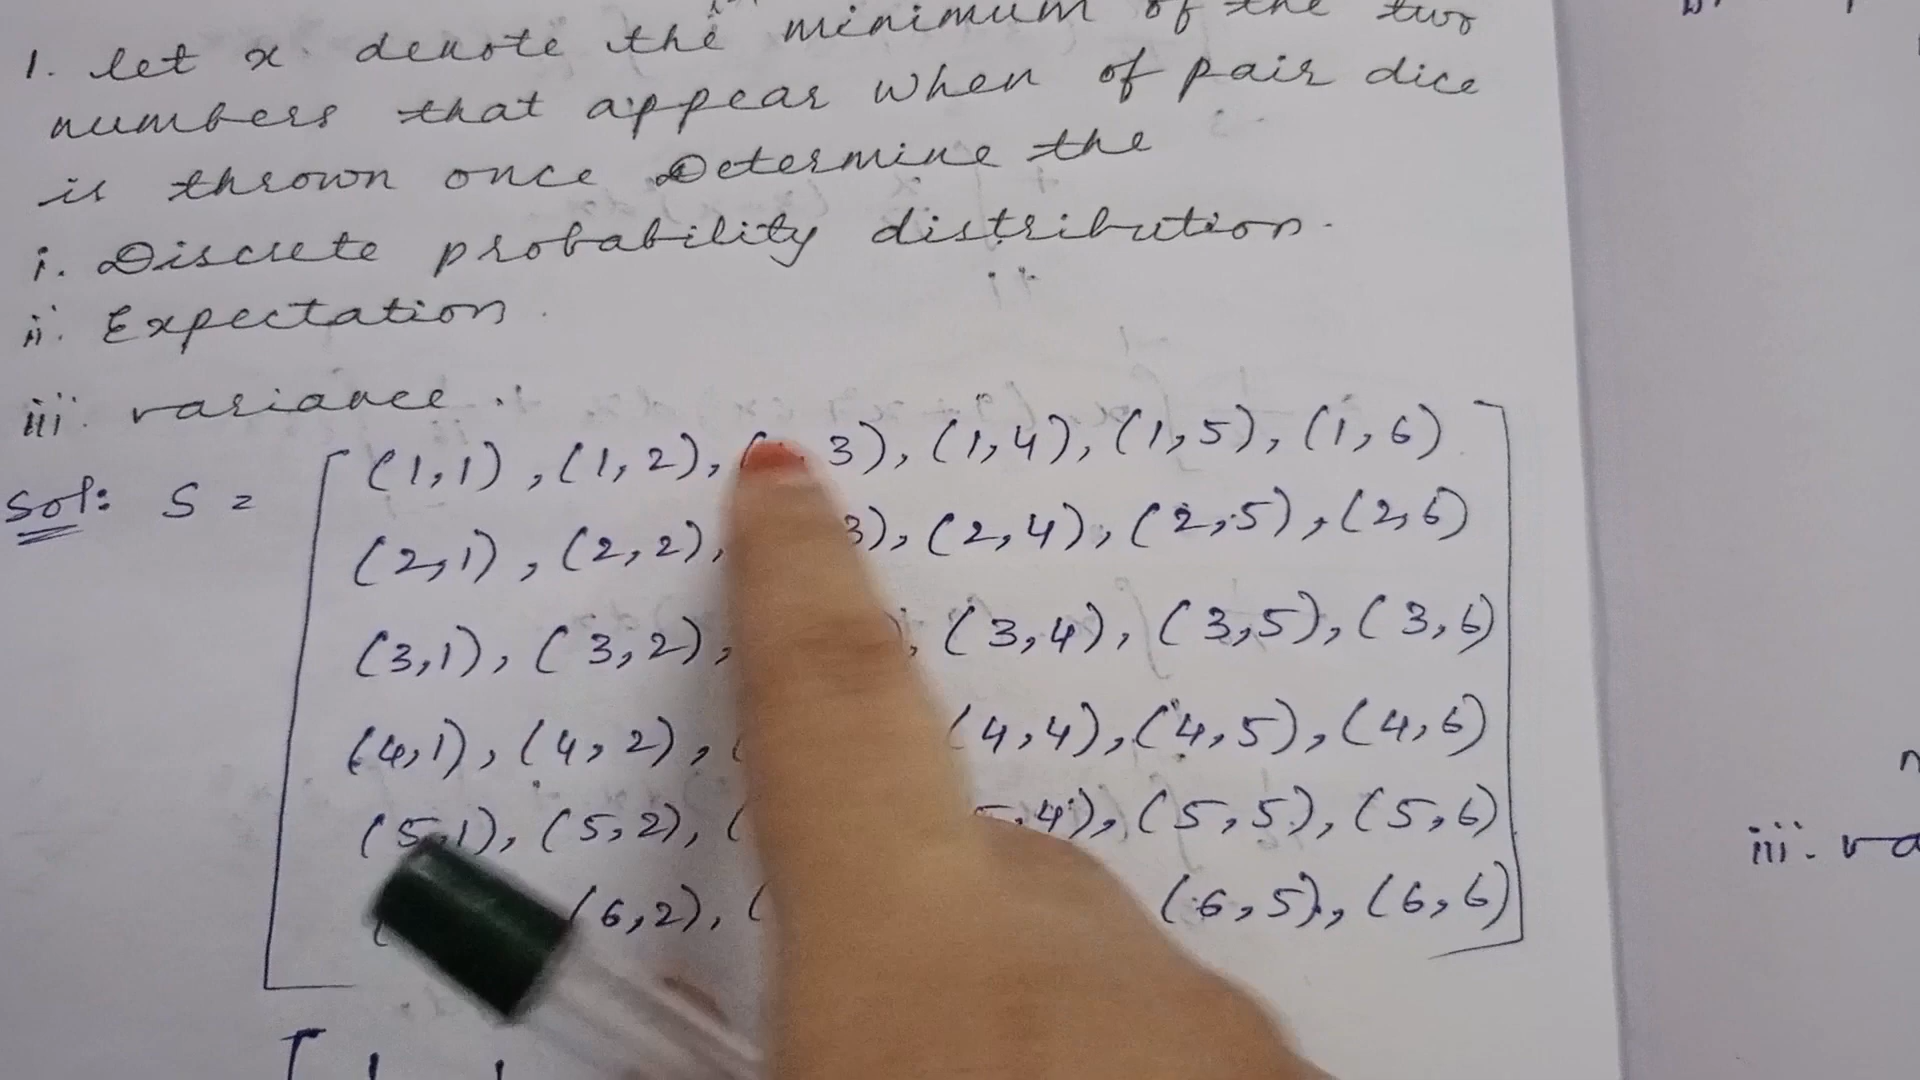 1. let x denote the minimum of the two
numbers that appear when of pair dice
is thrown once Determine the
i. Discrete probability distribution.
ii. Expectation.
iii. variance.
Sol: S = (1,1), (1,2), ( 3), (1,4), (1,5), (1,6)
(2,1), (2,2), 3), (2,4), (2,5), (2,6)
(3,1), (3,2), ), (3,4), (3,5), (3,6)
(4,1), (4,2), ( (4,4), (4,5), (4,6)
(5,1), (5,2), ( 5,4), (5,5), (5,6)
(6,2), ( (6,5), (6,6)
iii. va